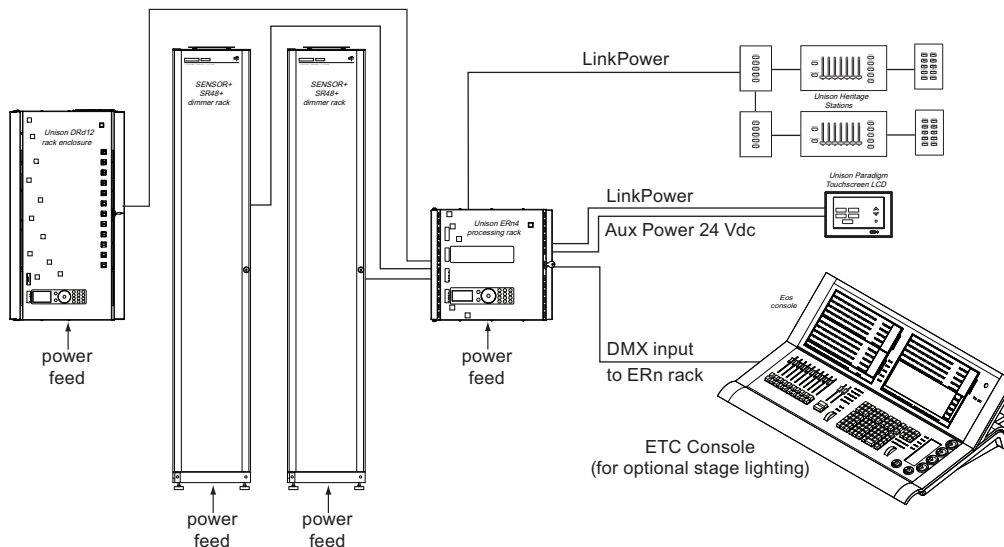 SENSOR+
SR48+
dimmer rack
SENSOR+
SR48+
dimmer rack
Unison DRd12
rack enclosure
LinkPower
Unison Heritage
Stations
Unison Paradigm
Touchscreen LCD
LinkPower
Aux Power 24 Vdc
Unison ERn4
processing rack
Eos
console
DMX input
to ERn rack
power
feed
power
feed
ETC Console
(for optional stage lighting)
power
feed
power
feed